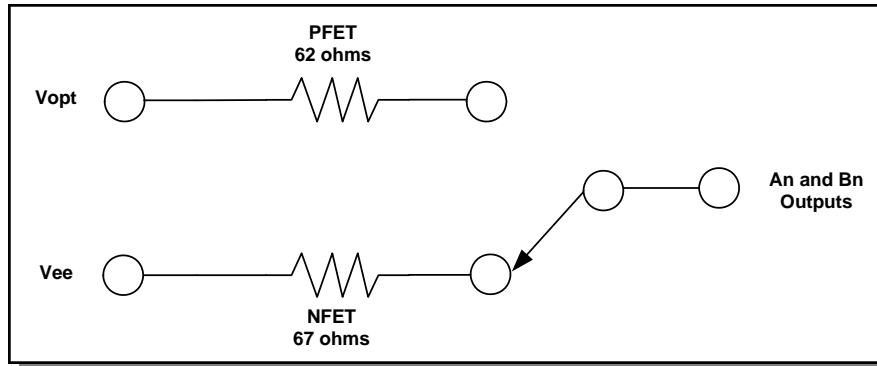 PFET
62 ohms
Vopt
An and Bn
Outputs
Vee
NFET
67 ohms